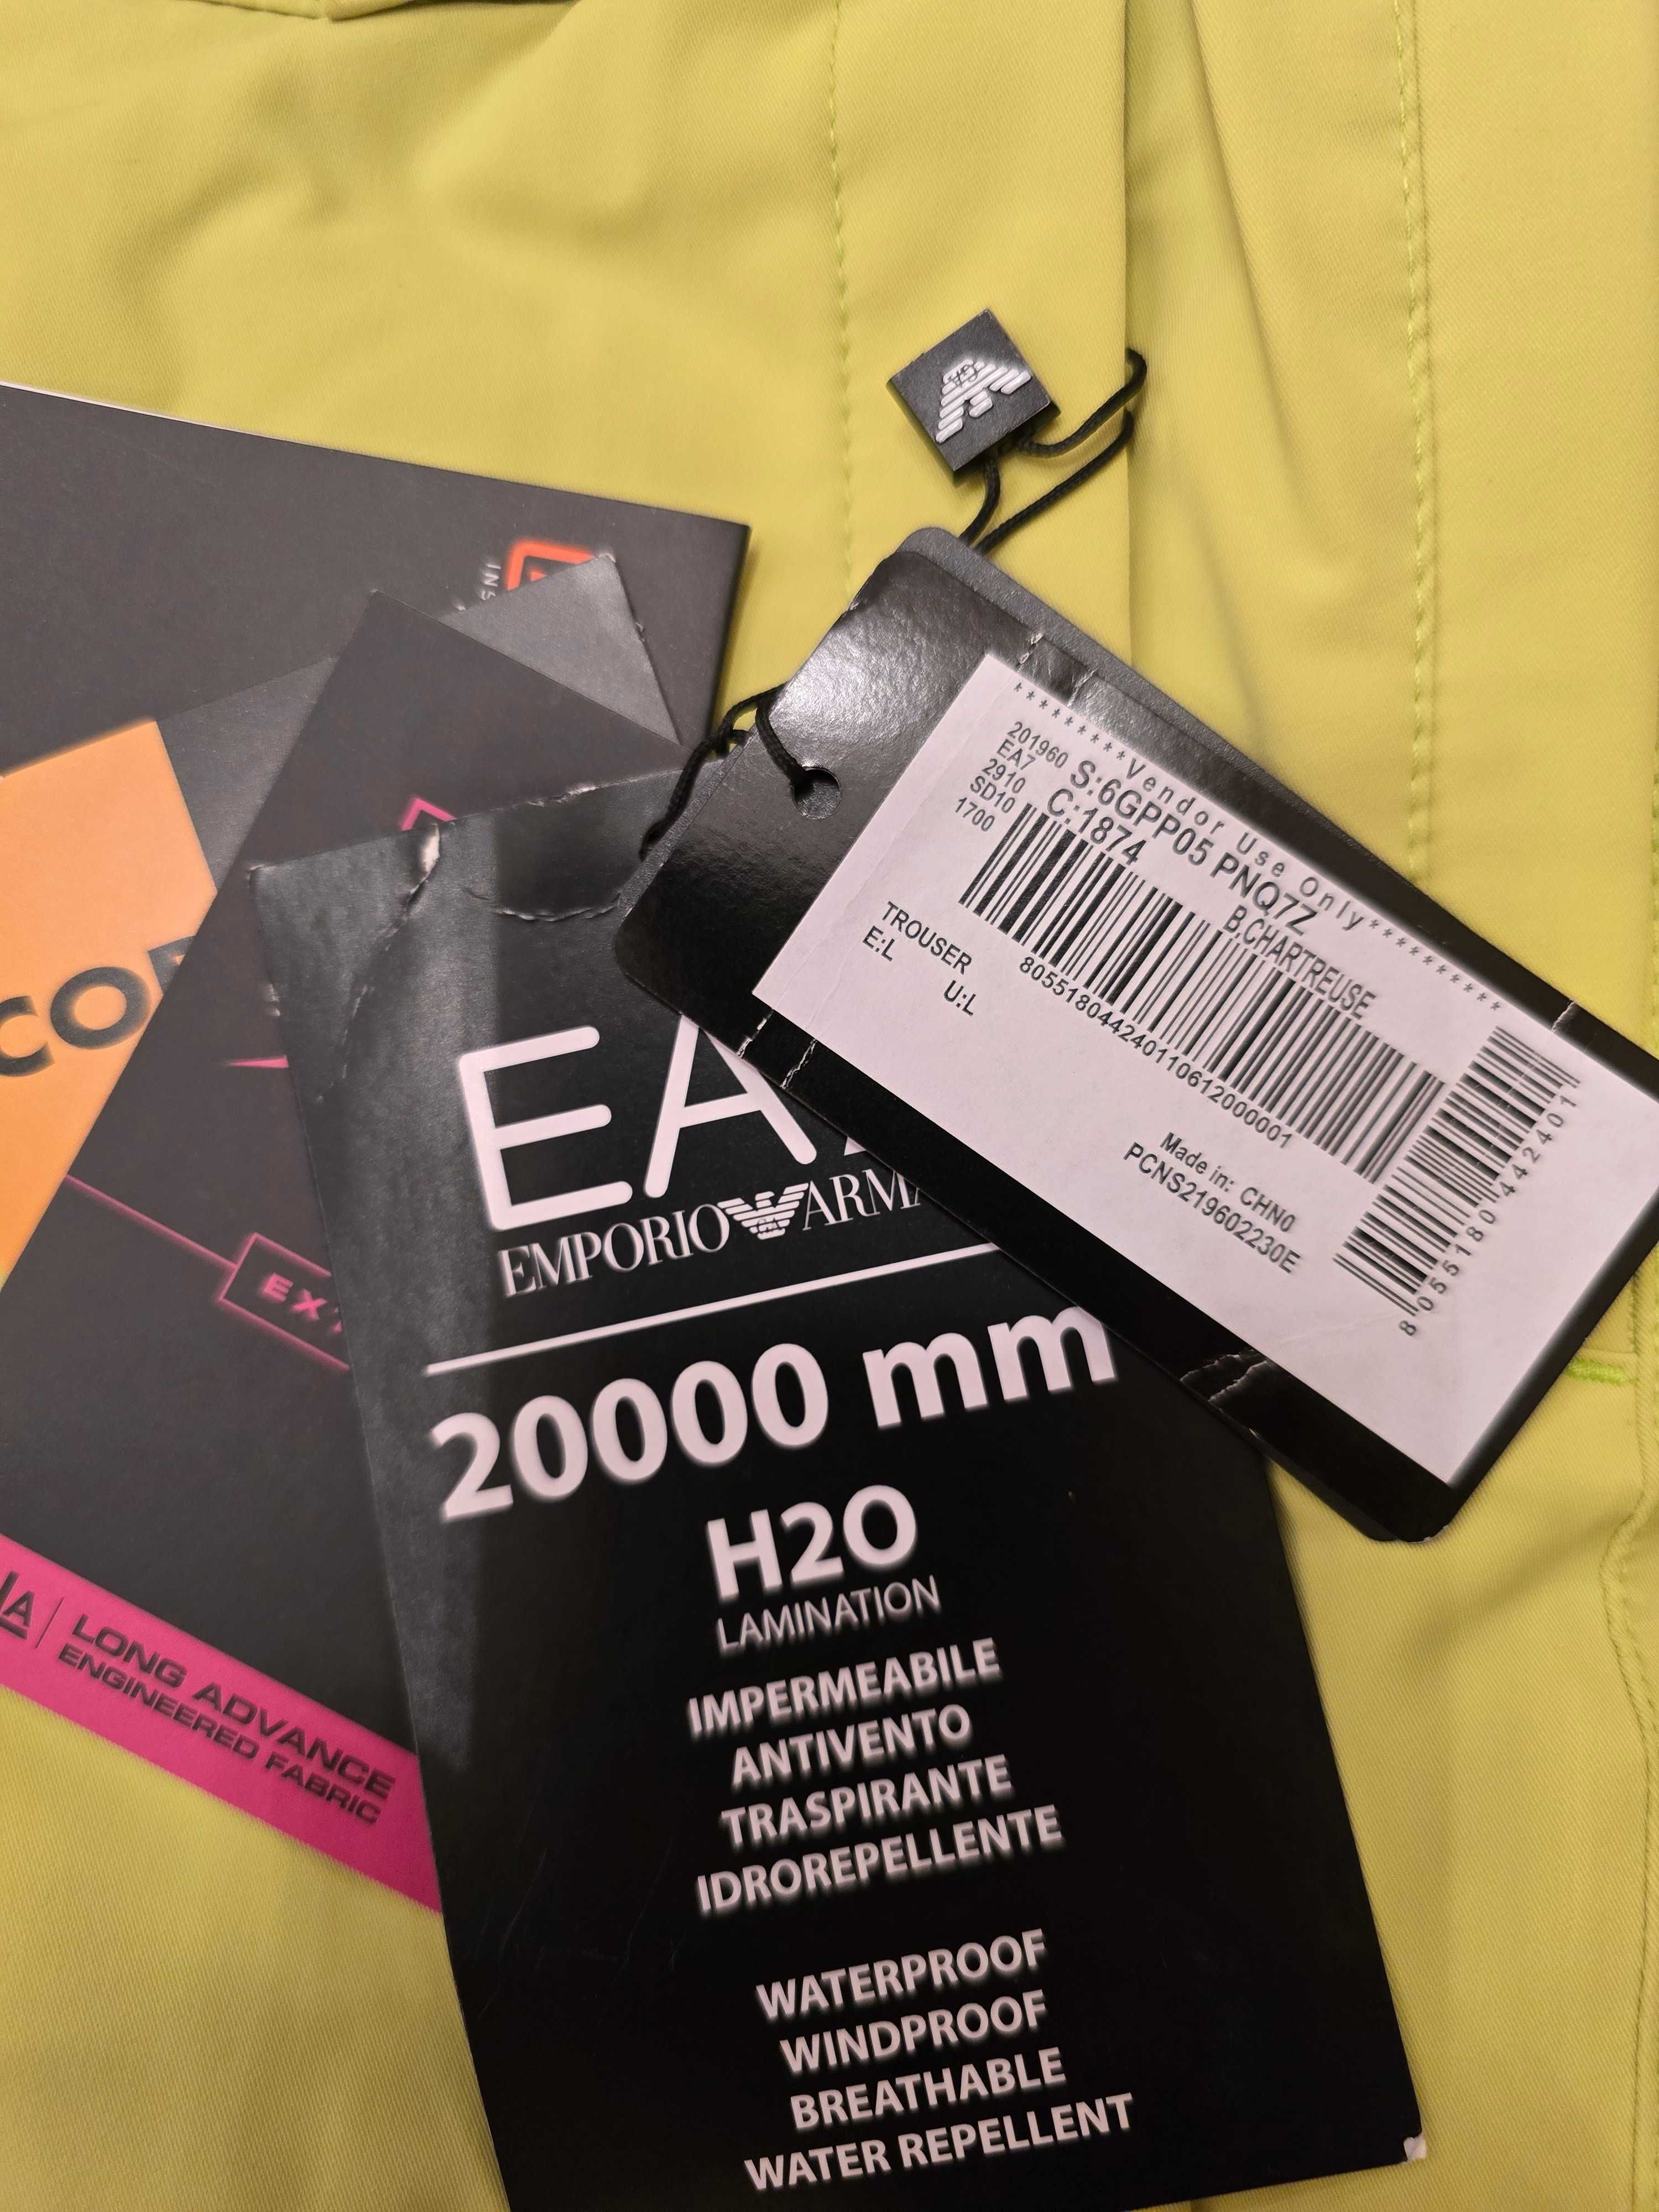 GA
*********Vendor Use Only**********
201960
EA7
2910
SD10
1700
S:6GPP05 PNQ7Z
C:1874
B.CHARTREUSE
TROUSER
E:L
U:L
8055180442401106120000001
Made in: CHN0
PCNS219602230E
8055180442401
EMPORIO ARMA
20000 mm
H2O
LAMINATION
IMPERMEABILE
ANTIVENTO
TRASPIRANTE
IDROREPELLENTE
WATERPROOF
WINDPROOF
BREATHABLE
WATER REPELLENT
LONG ADVANCE
ENGINEERED FABRIC